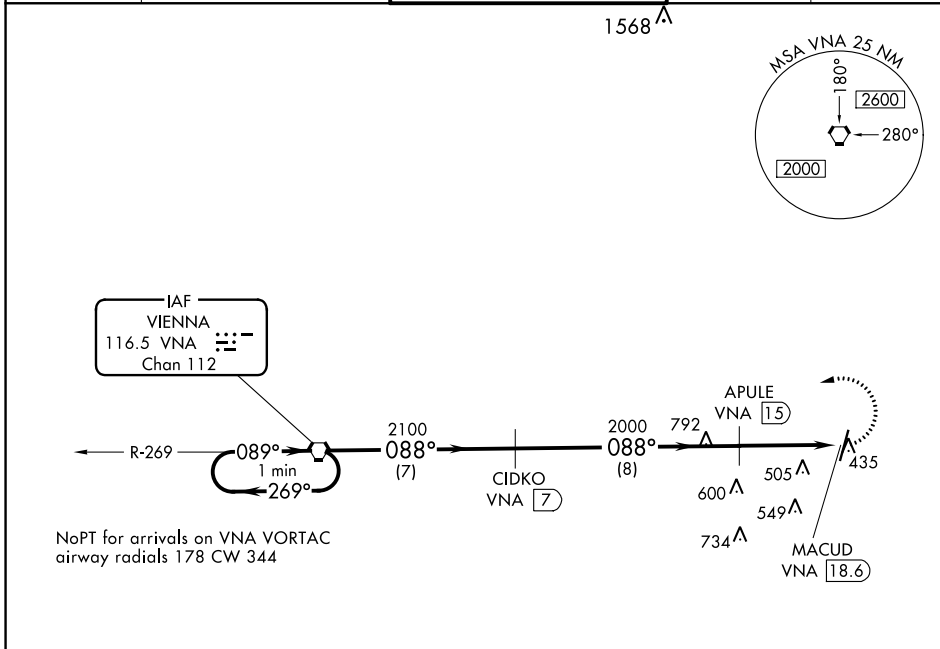 1568
MSA VNA 25 NM
180°
2600
280°
2000
IAF
VIENNA
116.5 VNA
Chan 112
APULE
VNA 15
2100
2000
792
R-269
089°
088°
088°
1 min
(7)
(8)
435
269°
CIDKO
VNA 7
505
600
549
734
NoPT for arrivals on VNA VORTAC
airway radials 178 CW 344
MACUD
VNA 18.6